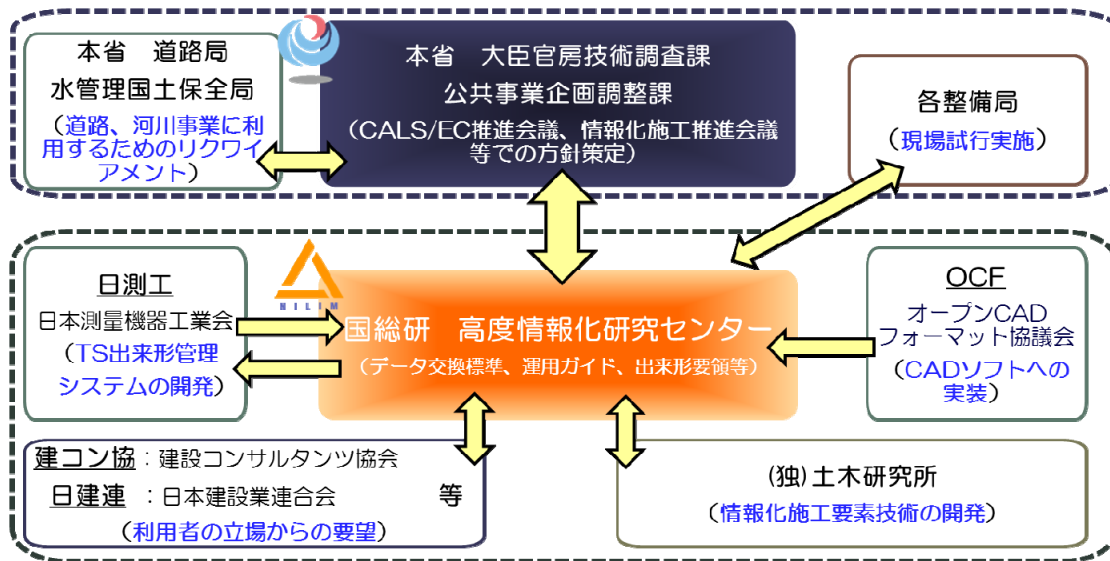 本省　道路局
水管理国土保全局
（道路、河川事業に利
用するためのリクワイ
アメント）
本省　大臣官房技術調査課
公共事業企画調整課
（CALS/EC推進会議、情報化施工推進会議
等での方針策定）
各整備局
（現場試行実施）
日測工
日本測量機器工業会
（TS出来形管理
システムの開発）
NILIM
国総研　高度情報化研究センター
（データ交換標準、運用ガイド、出来形要領等）
OCF
オープンCAD
フォーマット協議会
（CADソフトへの
実装）
建コン協：建設コンサルタンツ協会
日建連　：日本建設業連合会　　　　等
（利用者の立場からの要望）
(独)土木研究所
（情報化施工要素技術の開発）